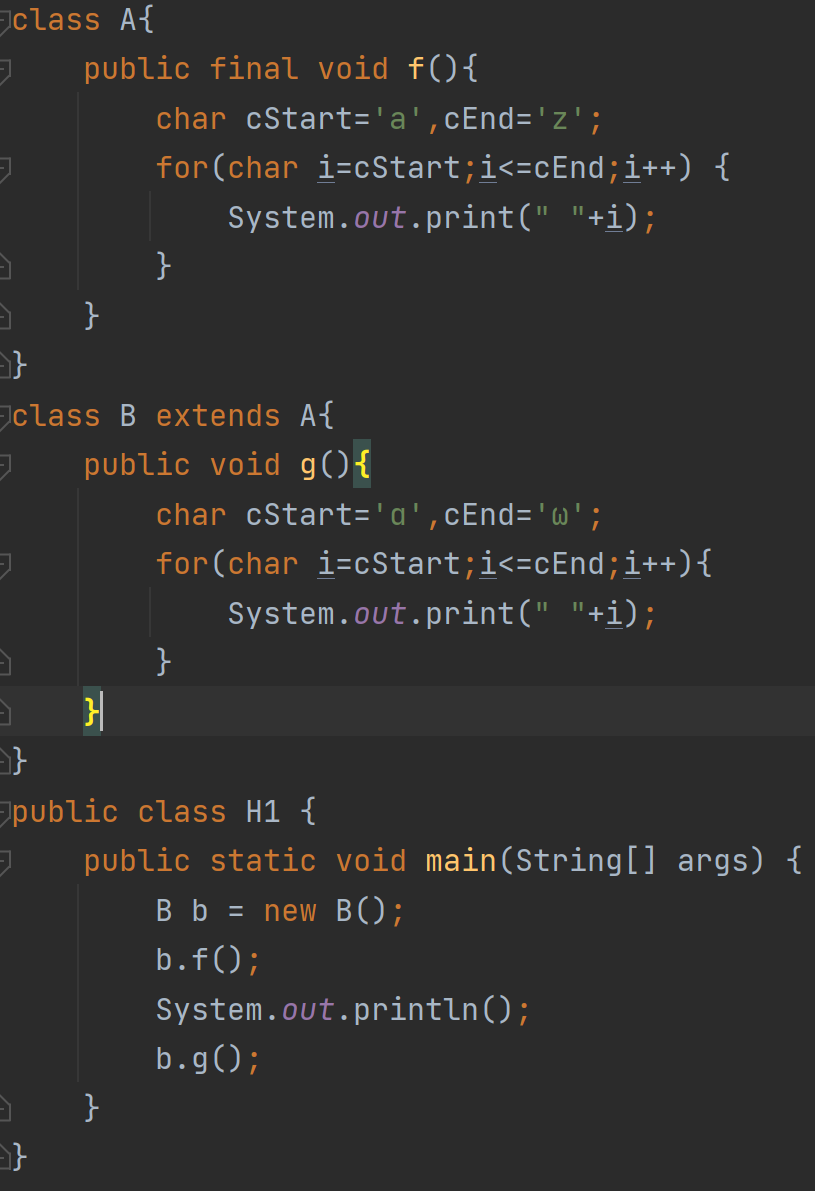 class A{
    public final void f(){
        char cStart='a',cEnd='z';
        for(char i=cStart;i<=cEnd;i++) {
            System.out.print(" "+i);
        }
    }
}
class B extends A{
    public void g(){
        char cStart='α',cEnd='ω';
        for(char i=cStart;i<=cEnd;i++){
            System.out.print(" "+i);
        }
    }
}
public class H1 {
    public static void main(String[] args) {
        B b = new B();
        b.f();
        System.out.println();
        b.g();
    }
}